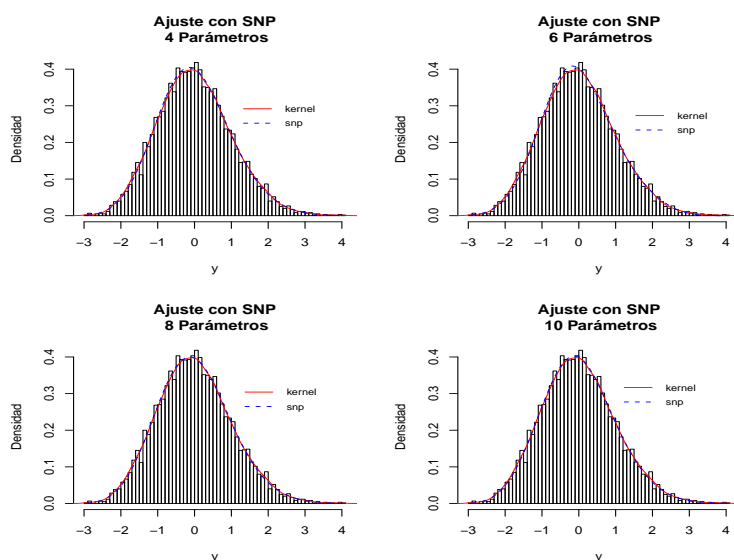 Ajuste con SNP
4 Parámetros
Densidad
0.0 0.1 0.2 0.3 0.4
kernel
snp
−3 −2 −1 0 1 2 3 4
y
Ajuste con SNP
6 Parámetros
Densidad
0.0 0.1 0.2 0.3 0.4
kernel
snp
−3 −2 −1 0 1 2 3 4
y
Ajuste con SNP
8 Parámetros
Densidad
0.0 0.1 0.2 0.3 0.4
kernel
snp
−3 −2 −1 0 1 2 3 4
y
Ajuste con SNP
10 Parámetros
Densidad
0.0 0.1 0.2 0.3 0.4
kernel
snp
−3 −2 −1 0 1 2 3 4
y